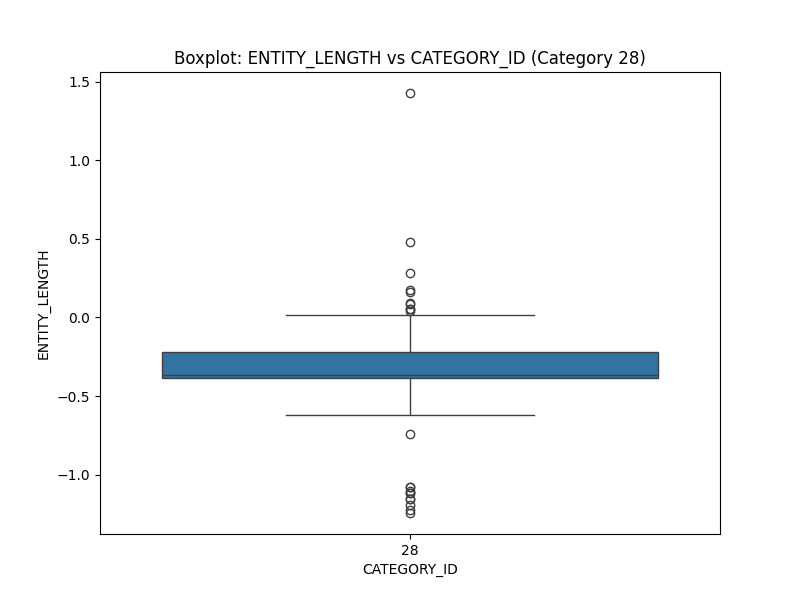 Boxplot: ENTITY_LENGTH vs CATEGORY_ID (Category 28)
1.5
1.0
0.5
0.0
−0.5
−1.0
ENTITY_LENGTH
28
CATEGORY_ID